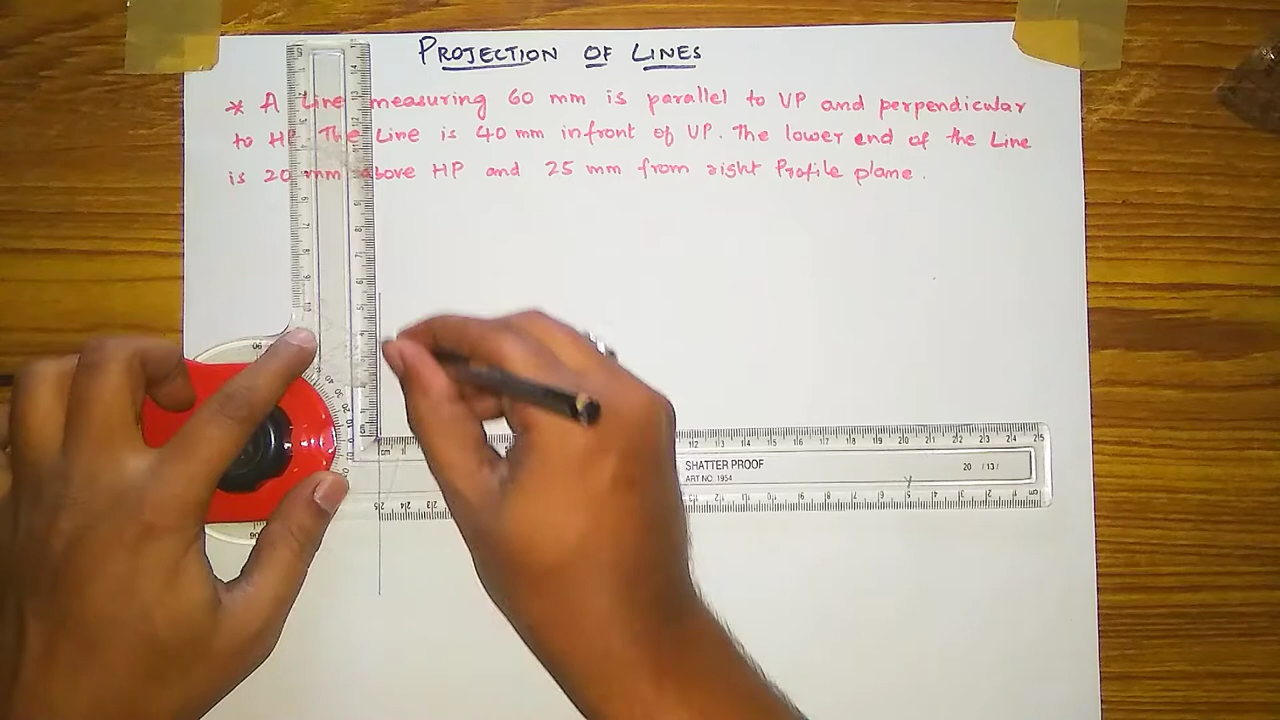 PROJECTION OF LINES
* A Line measuring 60 mm is parallel to VP and perpendicular
to HP. The Line is 40 mm infront of VP. The lower end of the Line
is 20 mm above HP and 25 mm from right Profile plane.
SHATTER PROOF
ART NO. 1954
20 /13/
y